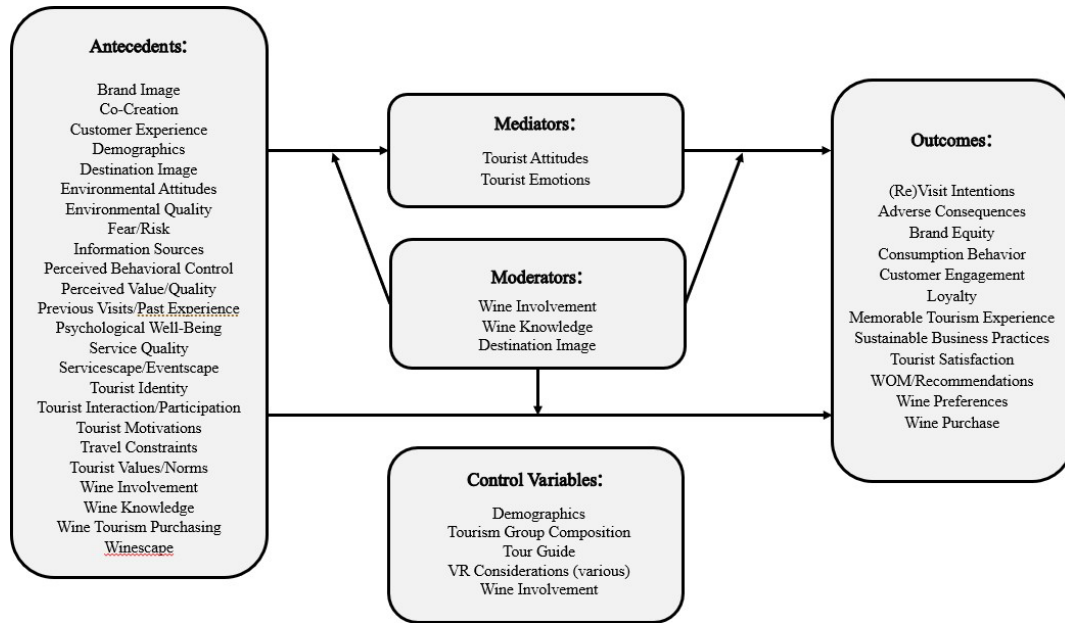 Antecedents:
Brand Image
Co-Creation
Customer Experience
Demographics
Destination Image
Environmental Attitudes
Environmental Quality
Fear/Risk
Information Sources
Perceived Behavioral Control
Perceived Value/Quality
Previous Visits/Past Experience
Psychological Well-Being
Service Quality
Servicescape/Eventscape
Tourist Identity
Tourist Interaction/Participation
Tourist Motivations
Travel Constraints
Tourist Values/Norms
Wine Involvement
Wine Knowledge
Wine Tourism Purchasing
Winescape
Mediators:
Tourist Attitudes
Tourist Emotions
Moderators:
Wine Involvement
Wine Knowledge
Destination Image
Control Variables:
Demographics
Tourism Group Composition
Tour Guide
VR Considerations (various)
Wine Involvement
Outcomes:
(Re)Visit Intentions
Adverse Consequences
Brand Equity
Consumption Behavior
Customer Engagement
Loyalty
Memorable Tourism Experience
Sustainable Business Practices
Tourist Satisfaction
WOM/Recommendations
Wine Preferences
Wine Purchase